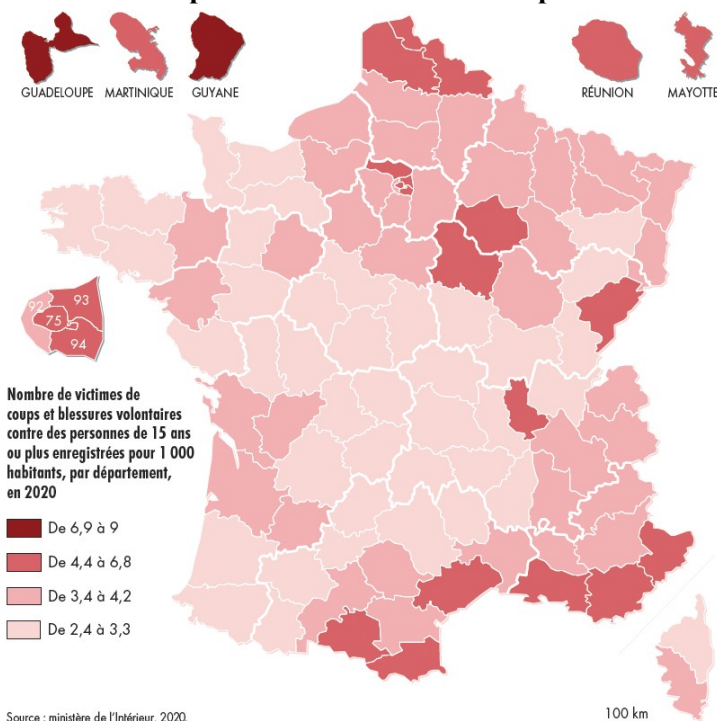 GUADELOUPE MARTINIQUE GUYANE
RÉUNION MAYOTTE
92 93
75
94
Nombre de victimes de
coups et blessures volontaires
contre des personnes de 15 ans
ou plus enregistrées pour 1 000
habitants, par département,
en 2020
De 6,9 à 9
De 4,4 à 6,8
De 3,4 à 4,2
De 2,4 à 3,3
100 km
Source : ministère de l'Intérieur, 2020.